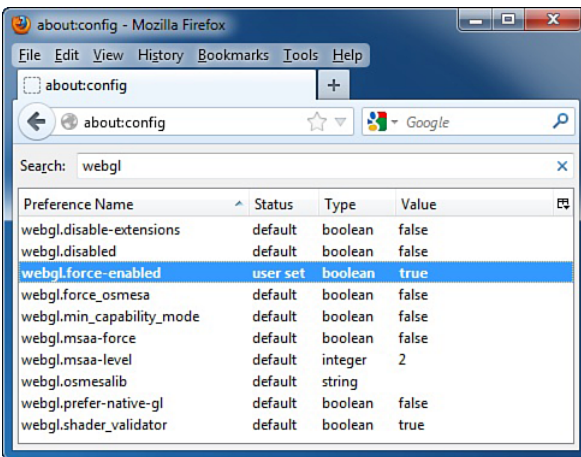 about:config - Mozilla Firefox
File Edit View History Bookmarks Tools Help
about:config +
about:config Google
Search: webgl
Preference Name Status Type Value
webgl.disable-extensions default boolean false
webgl.disabled default boolean false
webgl.force-enabled user set boolean true
webgl.force_osmesa default boolean false
webgl.min_capability_mode default boolean false
webgl.msaa-force default boolean false
webgl.msaa-level default integer 2
webgl.osmesalib default string
webgl.prefer-native-gl default boolean false
webgl.shader_validator default boolean true